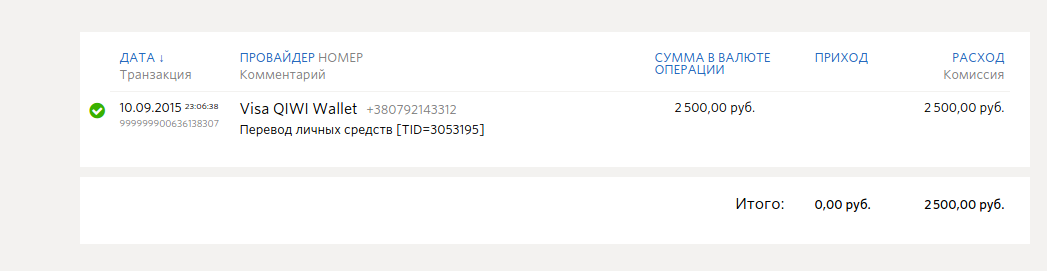 ДАТА ↓ ПРОВАЙДЕР НОМЕР СУММА В ВАЛЮТЕ ОПЕРАЦИИ ПРИХОД РАСХОД
Транзакция Комментарий Комиссия
10.09.2015 23:06:38 Visa QIWI Wallet +380792143312 2 500,00 руб. 2 500,00 руб.
999999900636138307 Перевод личных средств [TID=3053195]
Итого: 0,00 руб. 2 500,00 руб.